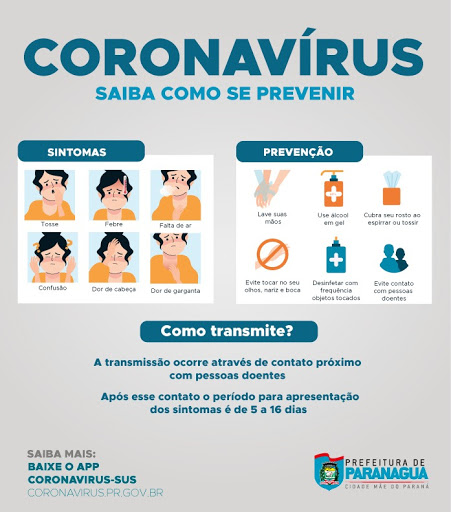 CORONAVÍRUS
SAIBA COMO SE PREVENIR
SINTOMAS
Tosse
Febre
Falta de ar
Confusão
Dor de cabeça
Dor de garganta
PREVENÇÃO
Lave suas
mãos
Use álcool
em gel
Cubra seu rosto ao
espirrar ou tossir
Evite tocar no seu
olhos, nariz e boca
Desinfetar com
frequência
objetos tocados
Evite contato
com pessoas
doentes
Como transmite?
A transmissão ocorre através de contato próximo
com pessoas doentes
Após esse contato o período para apresentação
dos sintomas é de 5 a 16 dias
SAIBA MAIS:
BAIXE O APP
CORONAVIRUS-SUS
CORONAVIRUS.PR.GOV.BR
PREFEITURA DE
PARANAGUA
CIDADE MÃE DO PARANÁ